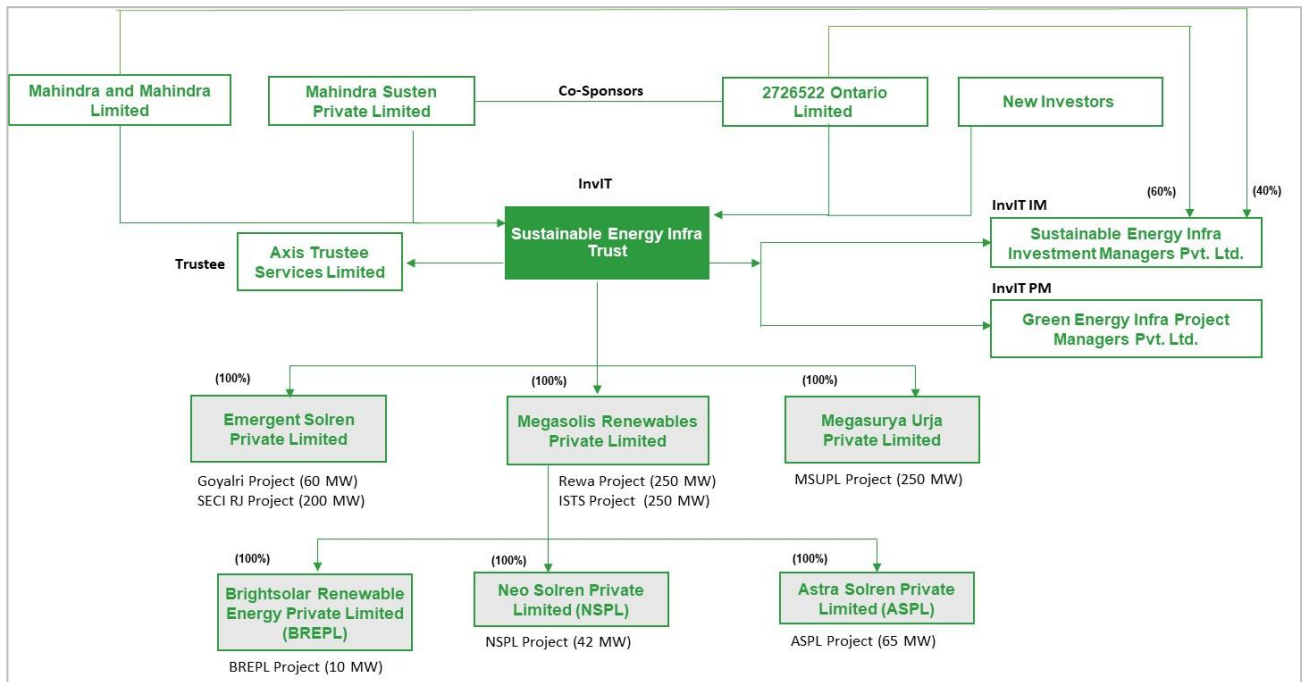 Mahindra and Mahindra
Limited
Mahindra Susten
Private Limited
Co-Sponsors
2726522 Ontario
Limited
New Investors
(60%)
(40%)
InvIT
Sustainable Energy Infra
Trust
Trustee
Axis Trustee
Services Limited
InvIT IM
Sustainable Energy Infra
Investment Managers Pvt. Ltd.
InvIT PM
Green Energy Infra Project
Managers Pvt. Ltd.
(100%)
Emergent Solren
Private Limited
Goyalri Project (60 MW)
SECI RJ Project (200 MW)
(100%)
Megasolis Renewables
Private Limited
Rewa Project (250 MW)
ISTS Project (250 MW)
(100%)
Megasurya Urja
Private Limited
MSUPL Project (250 MW)
(100%)
Brightsolar Renewable
Energy Private Limited
(BREPL)
BREPL Project (10 MW)
(100%)
Neo Solren Private
Limited (NSPL)
NSPL Project (42 MW)
(100%)
Astra Solren Private
Limited (ASPL)
ASPL Project (65 MW)